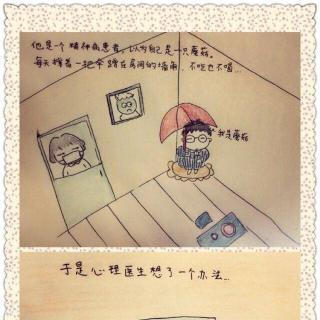 他是个精神病患者，以为自己是一只蘑菇。
每天撑着一把伞蹲在房间的墙角，不吃也不喝...
我是蘑菇
于是心理医生想了一个办法...